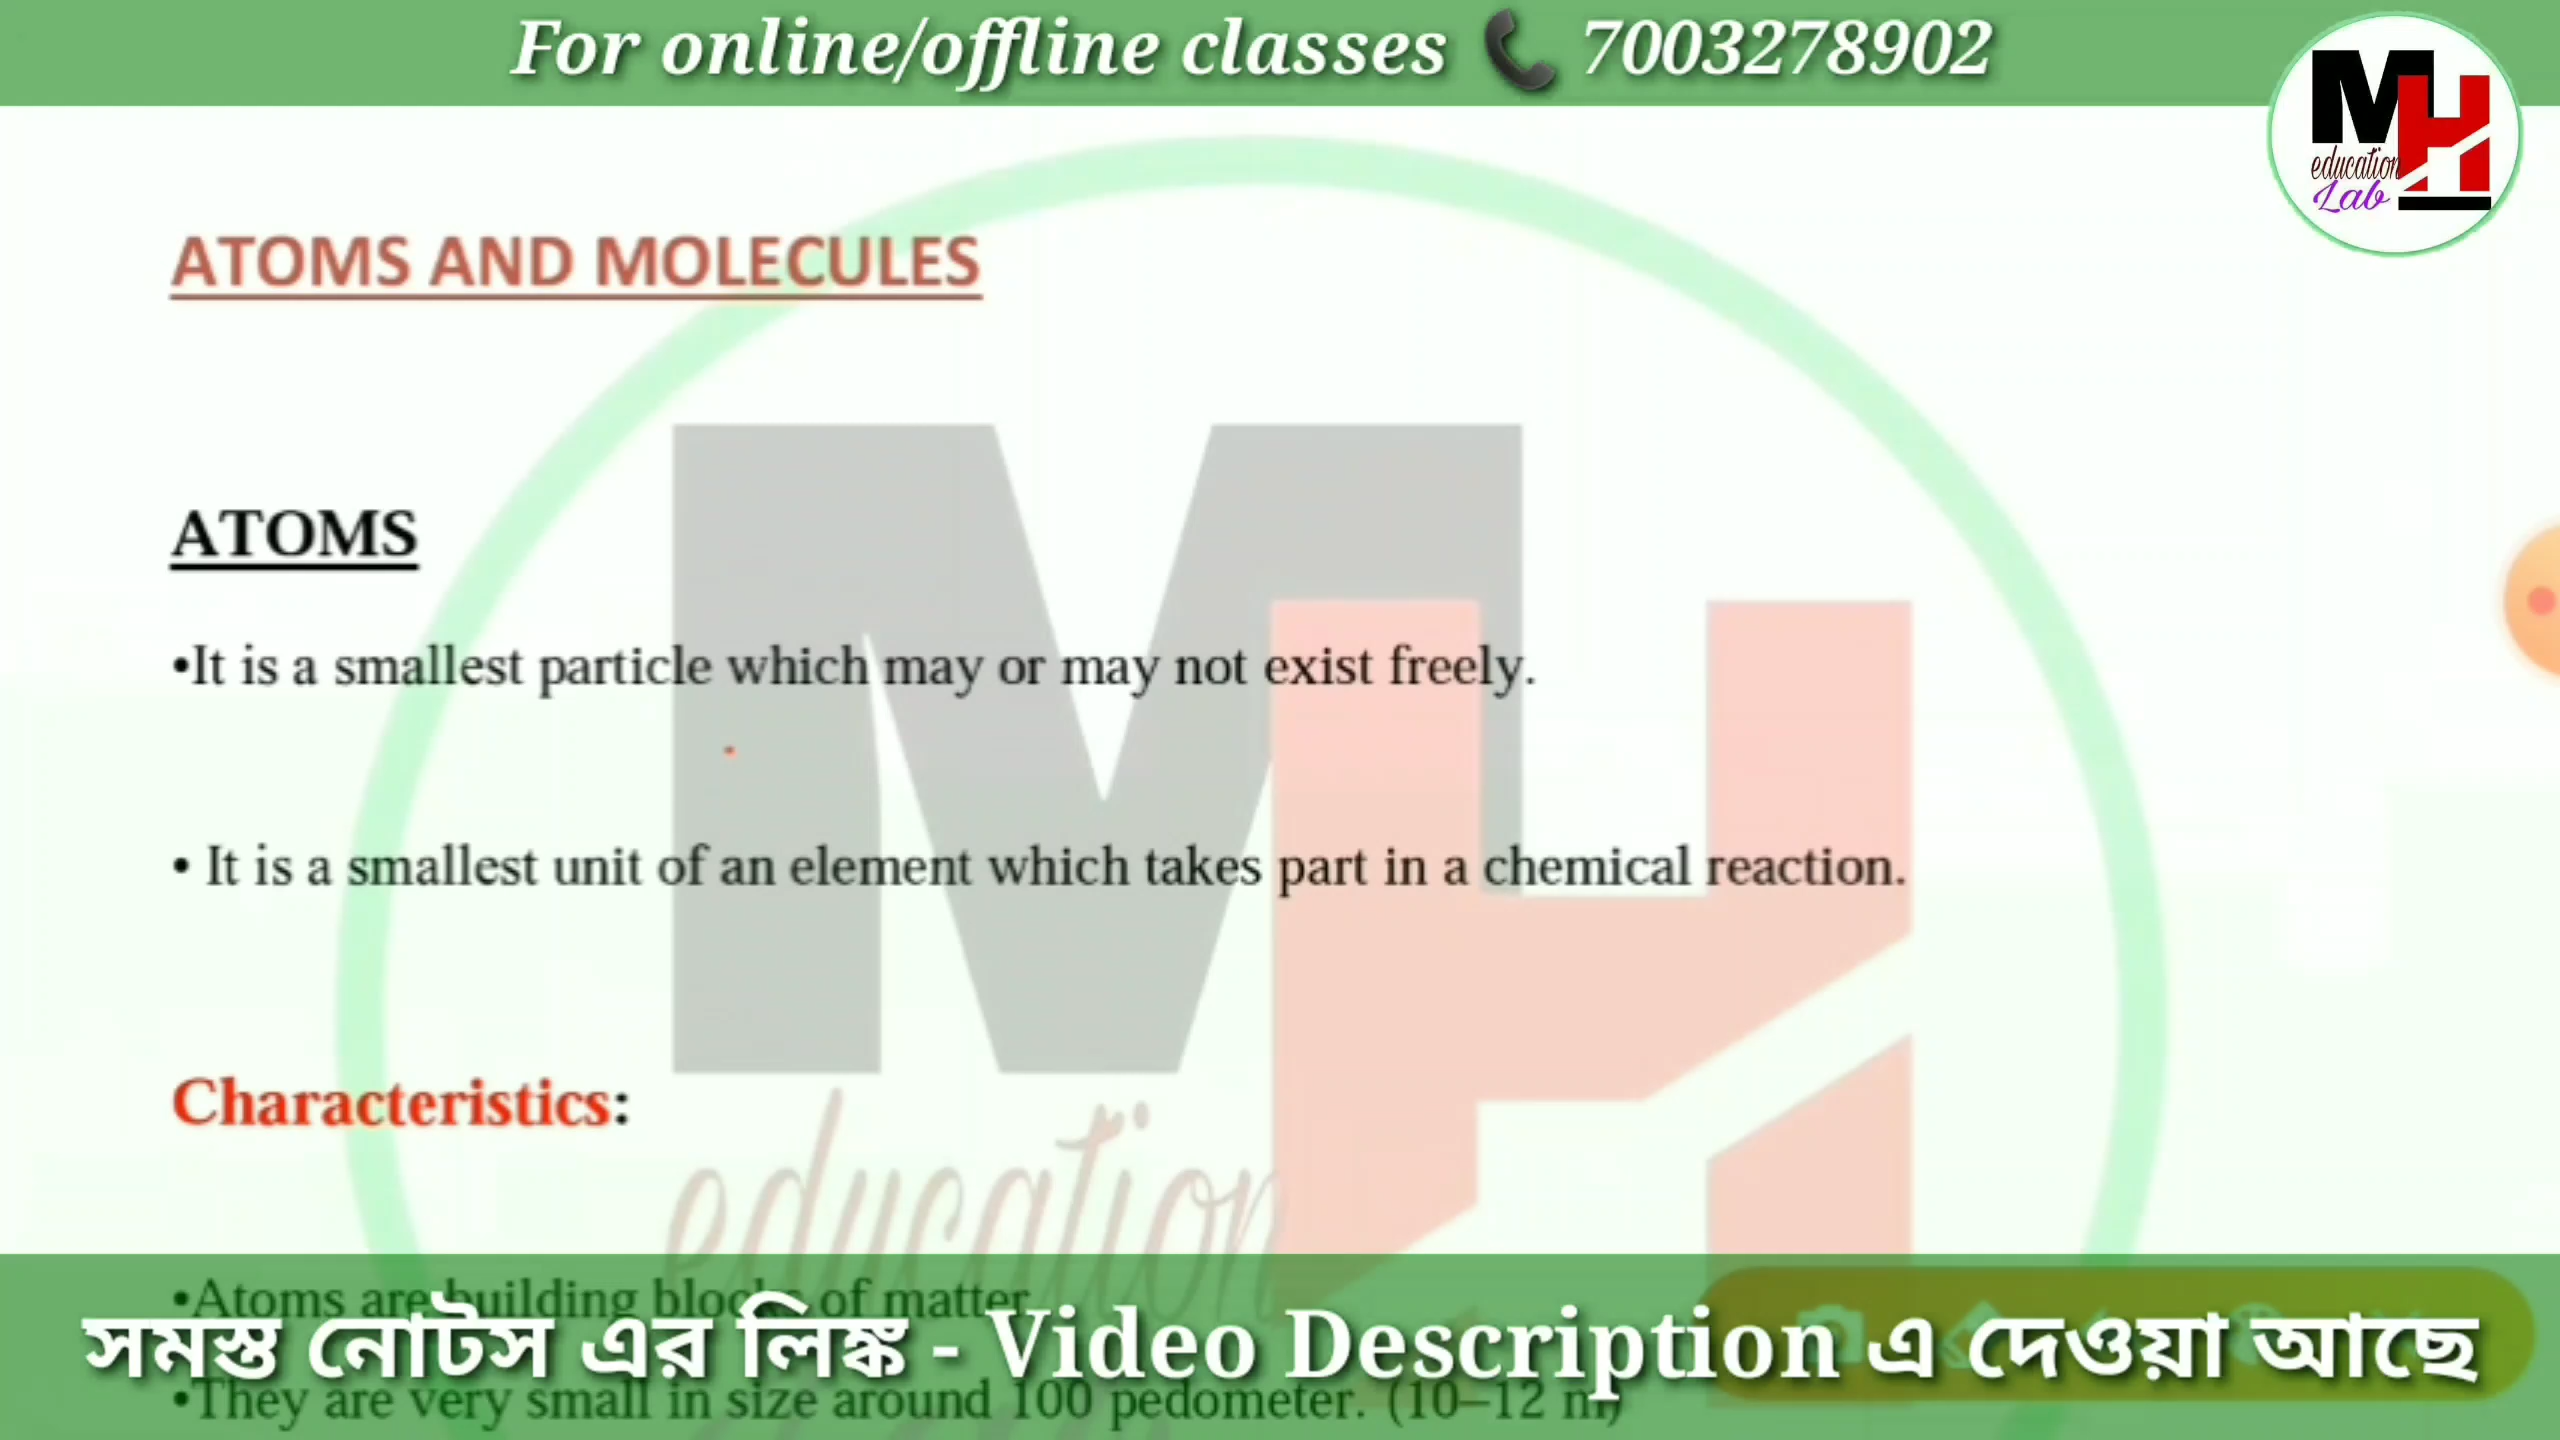 For online/offline classes 📞 7003278902
MH
education
Lab
ATOMS AND MOLECULES
ATOMS
•It is a smallest particle which may or may not exist freely.
• It is a smallest unit of an element which takes part in a chemical reaction.
Characteristics:
education
•Atoms are building blocks of matter
সমস্ত নোটস এর লিঙ্ক - Video Description এ দেওয়া আছে
•They are very small in size around 100 pedometer. (10–12 m)